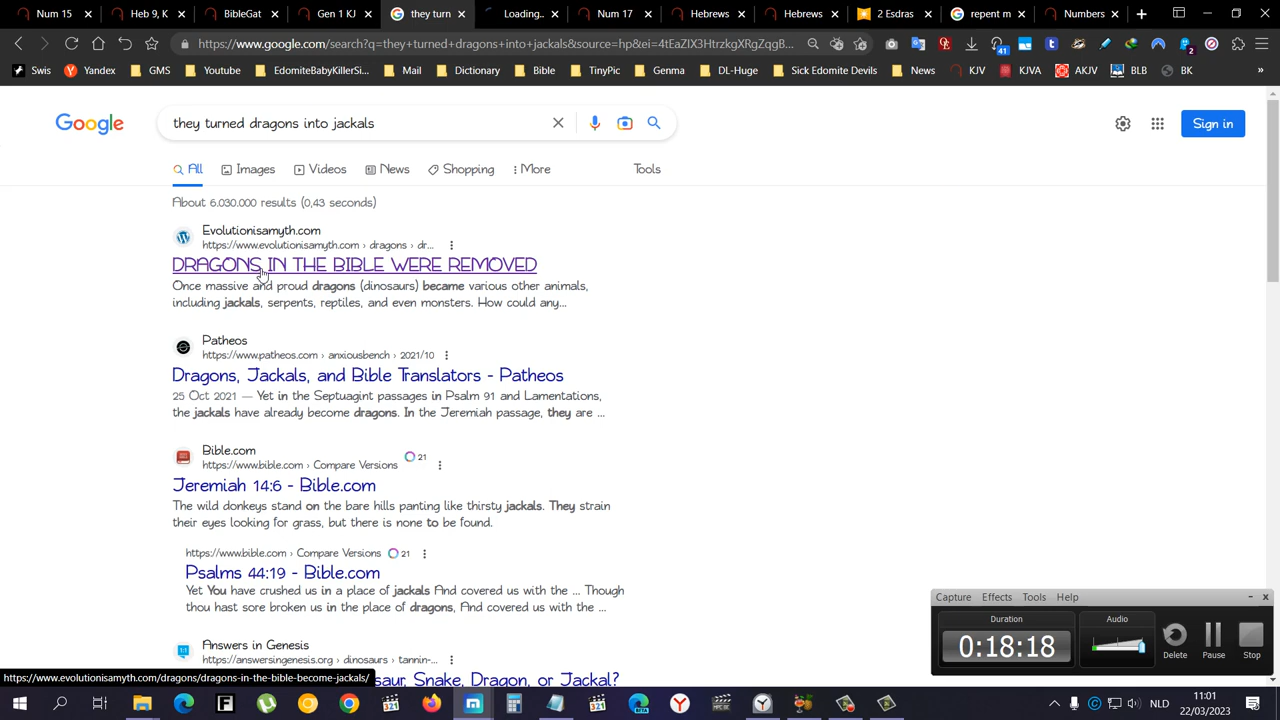 Num 15
Heb 9, K
BibleGat
Gen 1 KJ
they turn
Loading...
Num 17
Hebrews
Hebrews
2 Esdras
repent m
Numbers
https://www.google.com/search?q=they+turned+dragons+into+jackals&source=hp&ei=4tEaZIX3HtrzkgXRgZqgB...
41
2
Swis
Yandex
GMS
Youtube
EdomiteBabyKillerSi...
Mail
Dictionary
Bible
TinyPic
Genma
DL-Huge
Sick Edomite Devils
News
KJV
KJVA
AKJV
BLB
BK
»
Google
they turned dragons into jackals
Sign in
All
Images
Videos
News
Shopping
More
Tools
About 6.030.000 results (0,43 seconds)
Evolutionisamyth.com
https://www.evolutionisamyth.com › dragons › dr...
DRAGONS IN THE BIBLE WERE REMOVED
Once massive and proud dragons (dinosaurs) became various other animals,
including jackals, serpents, reptiles, and even monsters. How could any...
Patheos
https://www.patheos.com › anxiousbench › 2021/10
Dragons, Jackals, and Bible Translators - Patheos
25 Oct 2021 — Yet in the Septuagint passages in Psalm 91 and Lamentations,
the jackals have already become dragons. In the Jeremiah passage, they are ...
Bible.com
21
https://www.bible.com › Compare Versions
Jeremiah 14:6 - Bible.com
The wild donkeys stand on the bare hills panting like thirsty jackals. They strain
their eyes looking for grass, but there is none to be found.
https://www.bible.com › Compare Versions 21
Psalms 44:19 - Bible.com
Yet You have crushed us in a place of jackals And covered us with the ... Though
thou hast sore broken us in the place of dragons, And covered us with the ...
Answers in Genesis
https://answersingenesis.org › dinosaurs › tannin-...
saur, Snake, Dragon, or Jackal?
https://www.evolutionisamyth.com/dragons/dragons-in-the-bible-become-jackals/
Capture Effects Tools Help
Duration
0:18:18
Audio
Delete
Pause
Stop
321
321
BETA
NLD
11:01
22/03/2023